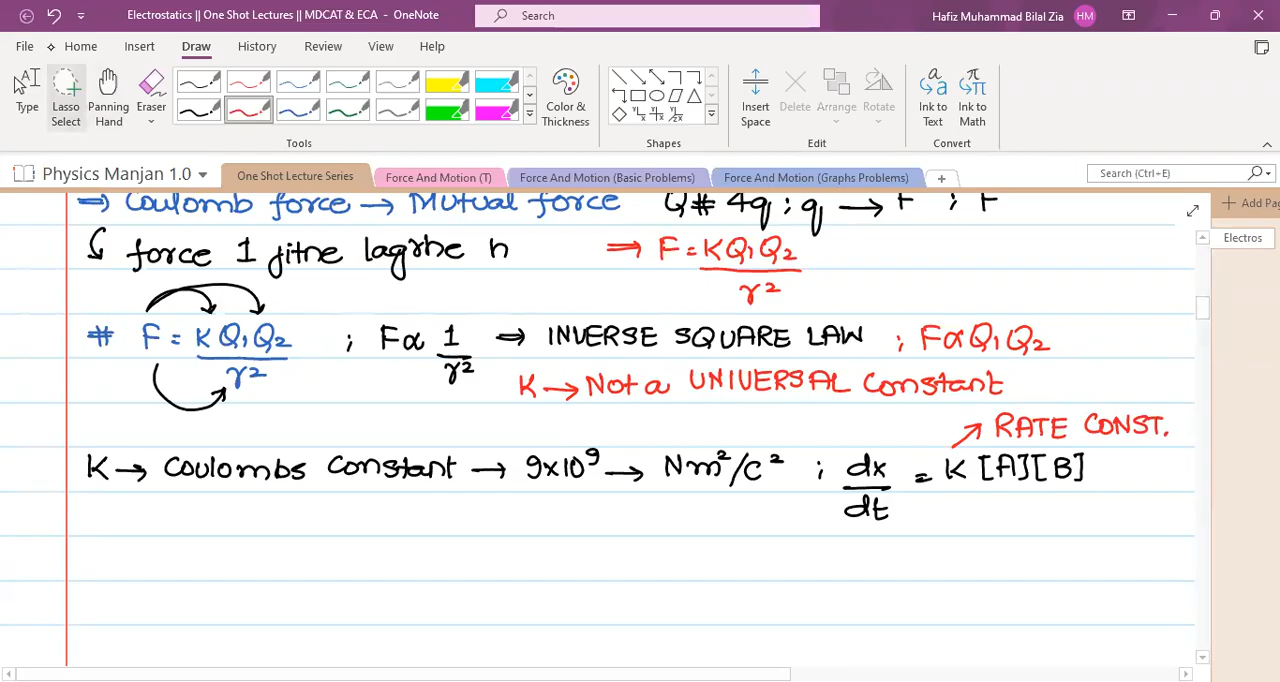 Electrostatics || One Shot Lectures || MDCAT & ECA - OneNote
Search
Hafiz Muhammad Bilal Zia HM
File Home Insert Draw History Review View Help
Type Lasso Select Panning Hand Eraser Color & Thickness Insert Space Delete Arrange Rotate Ink to Text Ink to Math
Tools Shapes Edit Convert
Physics Manjan 1.0 One Shot Lecture Series Force And Motion (T) Force And Motion (Basic Problems) Force And Motion (Graphs Problems) + Search (Ctrl+E)
⇒ Coulomb force → Mutual force Q# 4q ; q → F ; F
Add Pag
Electros
force 1 jitne lagrhe h ⇒ F = KQ₁Q₂/r²
# F = KQ₁Q₂/r² ; F∝ 1/r² ⇒ INVERSE SQUARE LAW ; F∝Q₁Q₂
K → Not a UNIVERSAL Constant
RATE CONST.
K → Coulombs Constant → 9x10⁹ → Nm²/C² ; dx/dt = K [A][B]